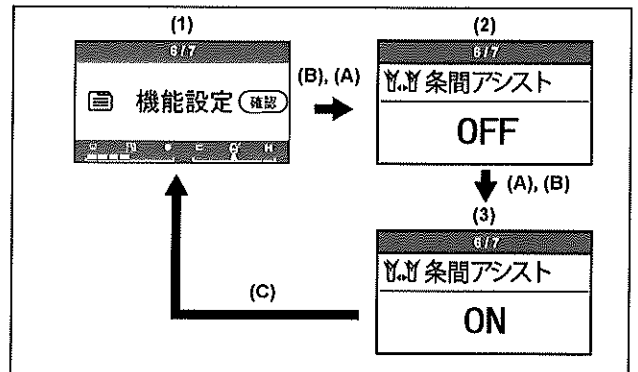 (1)
6/7
機能設定 確認
E H
(B), (A)
(2)
6/7
条間アシスト
OFF
(A), (B)
(3)
6/7
条間アシスト
ON
(C)